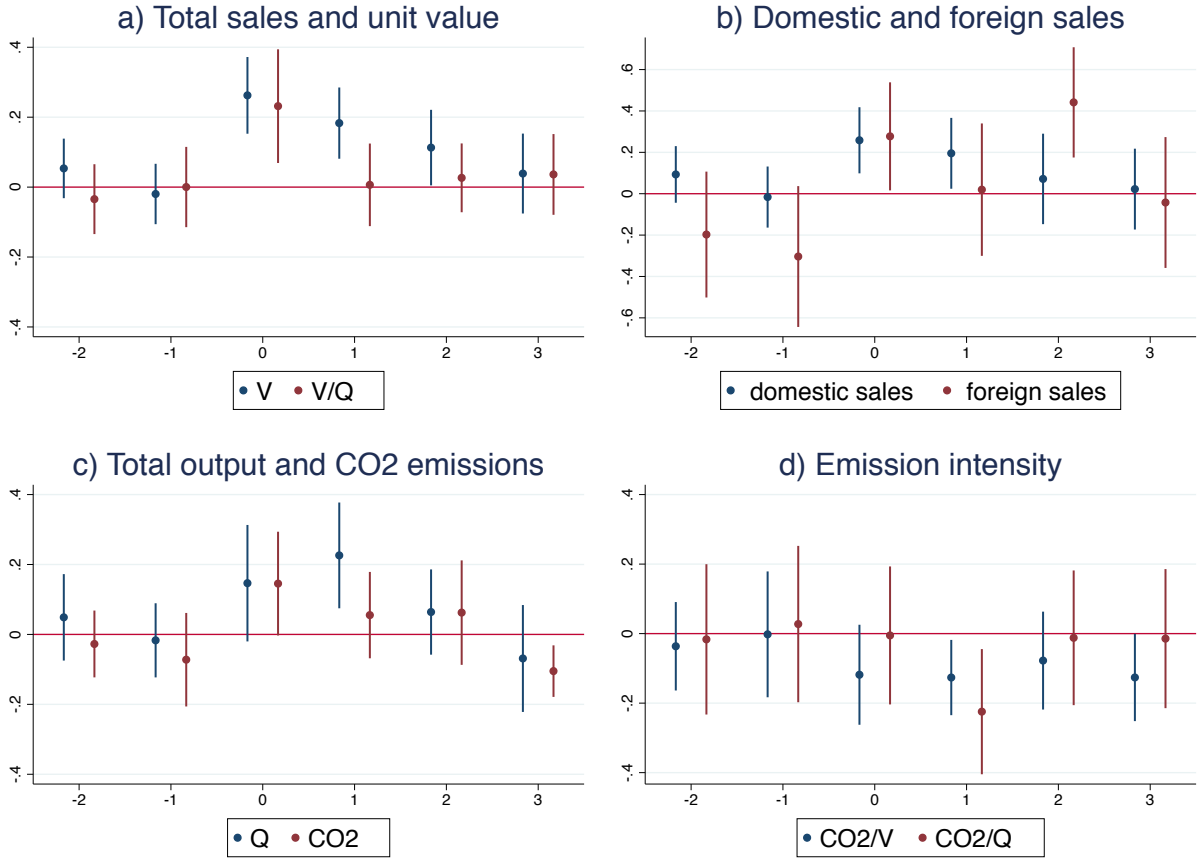 a) Total sales and unit value
.4
.2
0
-.2
-.4
-2 -1 0 1 2 3
V V/Q
b) Domestic and foreign sales
.6
.4
.2
0
-.2
-.4
-.6
-2 -1 0 1 2 3
domestic sales foreign sales
c) Total output and CO2 emissions
.4
.2
0
-.2
-.4
-2 -1 0 1 2 3
Q CO2
d) Emission intensity
.4
.2
0
-.2
-.4
-2 -1 0 1 2 3
CO2/V CO2/Q